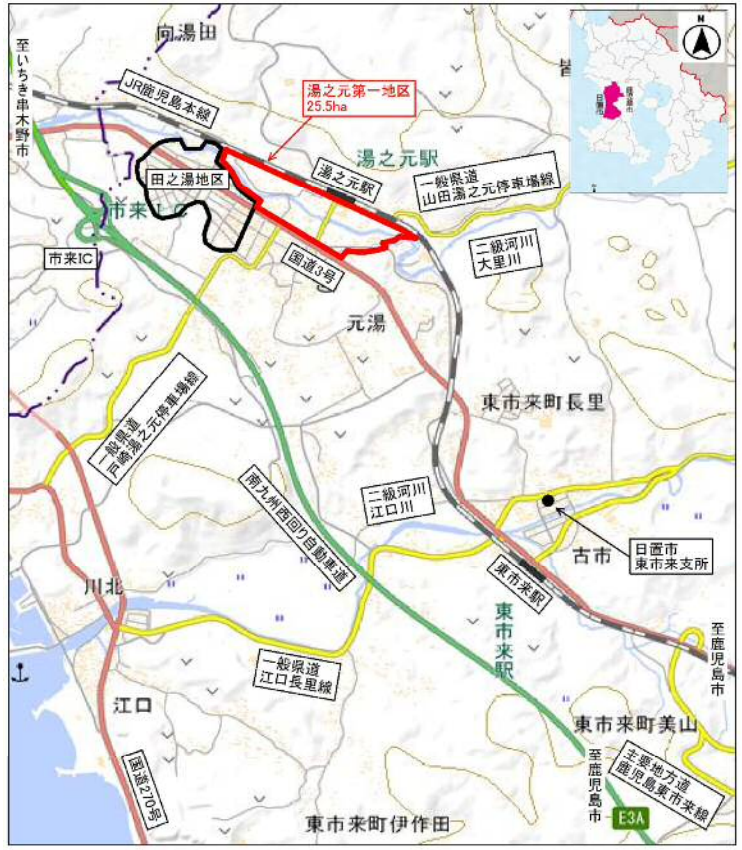 向湯田
皆
N
至いちき串木野市
JR鹿児島本線
湯之元第一地区
25.5ha
日置市
鹿児島市
湯之元駅
湯之元駅
一般県道
山田湯之元停車場線
田之湯地区
市来IC
市来IC
国道3号
二級河川
大里川
元湯
東市来町長里
一般県道
戸崎湯之元停車場線
南九州西回り自動車道
二級河川
江口川
古市
日置市
東市来支所
東市来駅
東市来駅
川北
一般県道
江口長里線
至鹿児島市
江口
東市来町美山
国道270号
至鹿児島市
主要地方道
鹿児島東市来線
E3A
東市来町伊作田